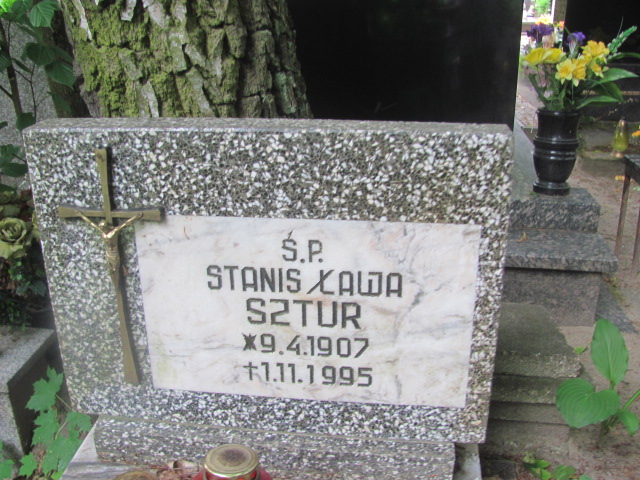 Ś.P.
STANISŁAWA
SZTUR
*9.4.1907
†1.11.1995